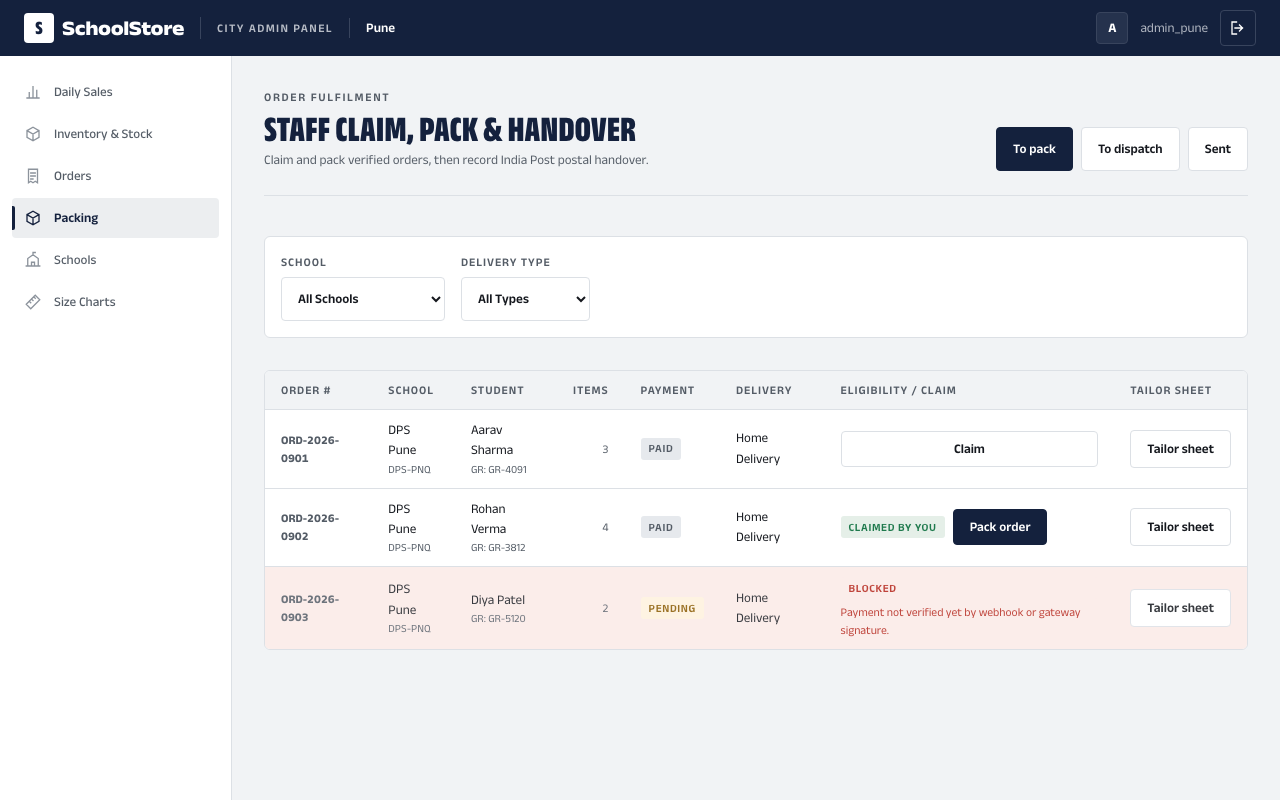 S SchoolStore CITY ADMIN PANEL Pune A admin_pune
Daily Sales
Inventory & Stock
Orders
Packing
Schools
Size Charts
ORDER FULFILMENT
STAFF CLAIM, PACK & HANDOVER
Claim and pack verified orders, then record India Post postal handover.
To pack To dispatch Sent
SCHOOL DELIVERY TYPE
All Schools All Types
ORDER # SCHOOL STUDENT ITEMS PAYMENT DELIVERY ELIGIBILITY / CLAIM TAILOR SHEET
ORD-2026-
0901
DPS
Pune
DPS-PNQ
Aarav
Sharma
GR: GR-4091
3
PAID
Home
Delivery
Claim
Tailor sheet
ORD-2026-
0902
DPS
Pune
DPS-PNQ
Rohan
Verma
GR: GR-3812
4
PAID
Home
Delivery
CLAIMED BY YOU
Pack order
Tailor sheet
ORD-2026-
0903
DPS
Pune
DPS-PNQ
Diya Patel
GR: GR-5120
2
PENDING
Home
Delivery
BLOCKED
Payment not verified yet by webhook or gateway
signature.
Tailor sheet